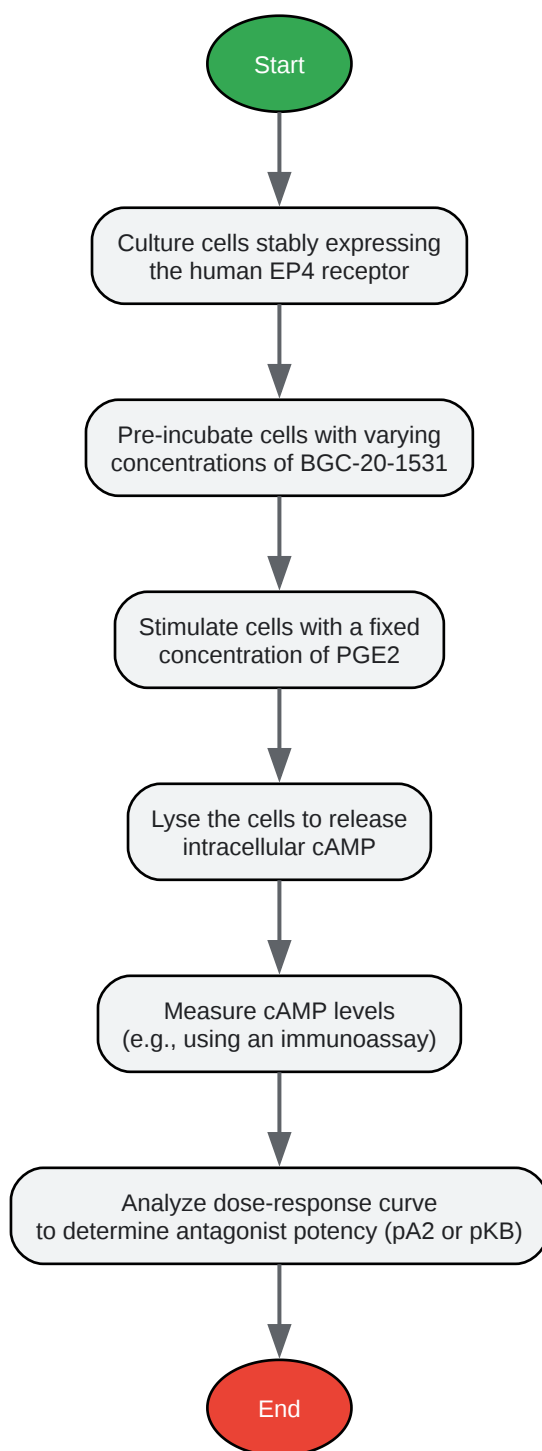 Start
Culture cells stably expressing
the human EP4 receptor
Pre-incubate cells with varying
concentrations of BGC-20-1531
Stimulate cells with a fixed
concentration of PGE2
Lyse the cells to release
intracellular cAMP
Measure cAMP levels
(e.g., using an immunoassay)
Analyze dose-response curve
to determine antagonist potency (pA2 or pKB)
End